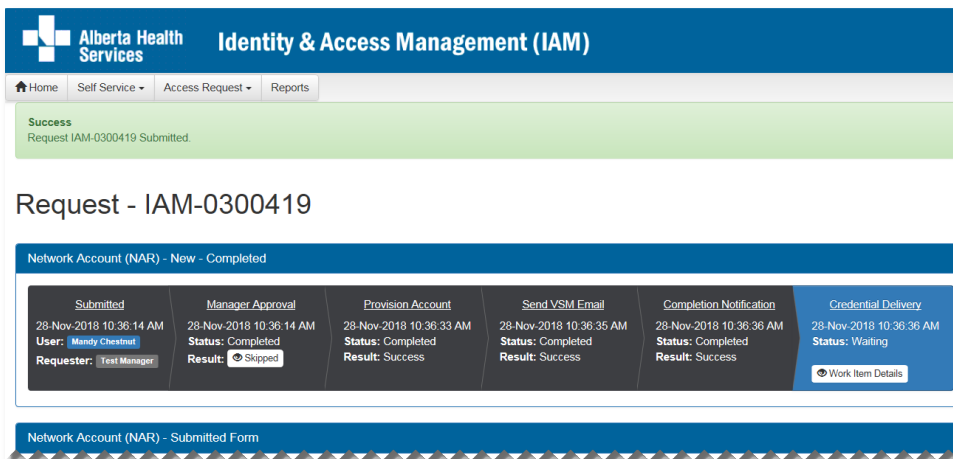 Alberta Health
Services
Identity & Access Management (IAM)
Home Self Service Access Request Reports
Success
Request IAM-0300419 Submitted.
Request - IAM-0300419
Network Account (NAR) - New - Completed
Submitted
28-Nov-2018 10:36:14 AM
User: Mandy Chestnut
Requester: Test Manager
Manager Approval
28-Nov-2018 10:36:14 AM
Status: Completed
Result: Skipped
Provision Account
28-Nov-2018 10:36:33 AM
Status: Completed
Result: Success
Send VSM Email
28-Nov-2018 10:36:35 AM
Status: Completed
Result: Success
Completion Notification
28-Nov-2018 10:36:36 AM
Status: Completed
Result: Success
Credential Delivery
28-Nov-2018 10:36:36 AM
Status: Waiting
Work Item Details
Network Account (NAR) - Submitted Form